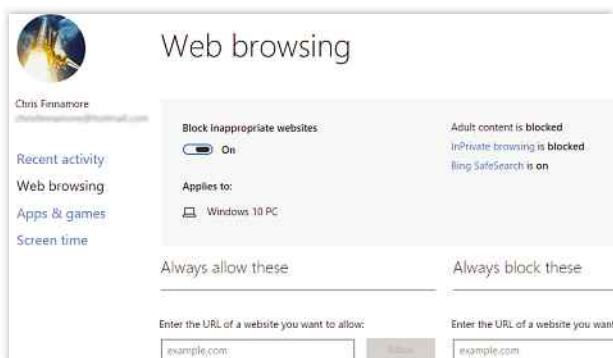 Web browsing
Chris Finnamore
Recent activity
Web browsing
Apps & games
Screen time
Block inappropriate websites
On
Applies to:
Windows 10 PC
Adult content is blocked
InPrivate browsing is blocked
Bing SafeSearch is on
Always allow these
Enter the URL of a website you want to allow:
example.com
Allow
Always block these
Enter the URL of a website you want
example.com